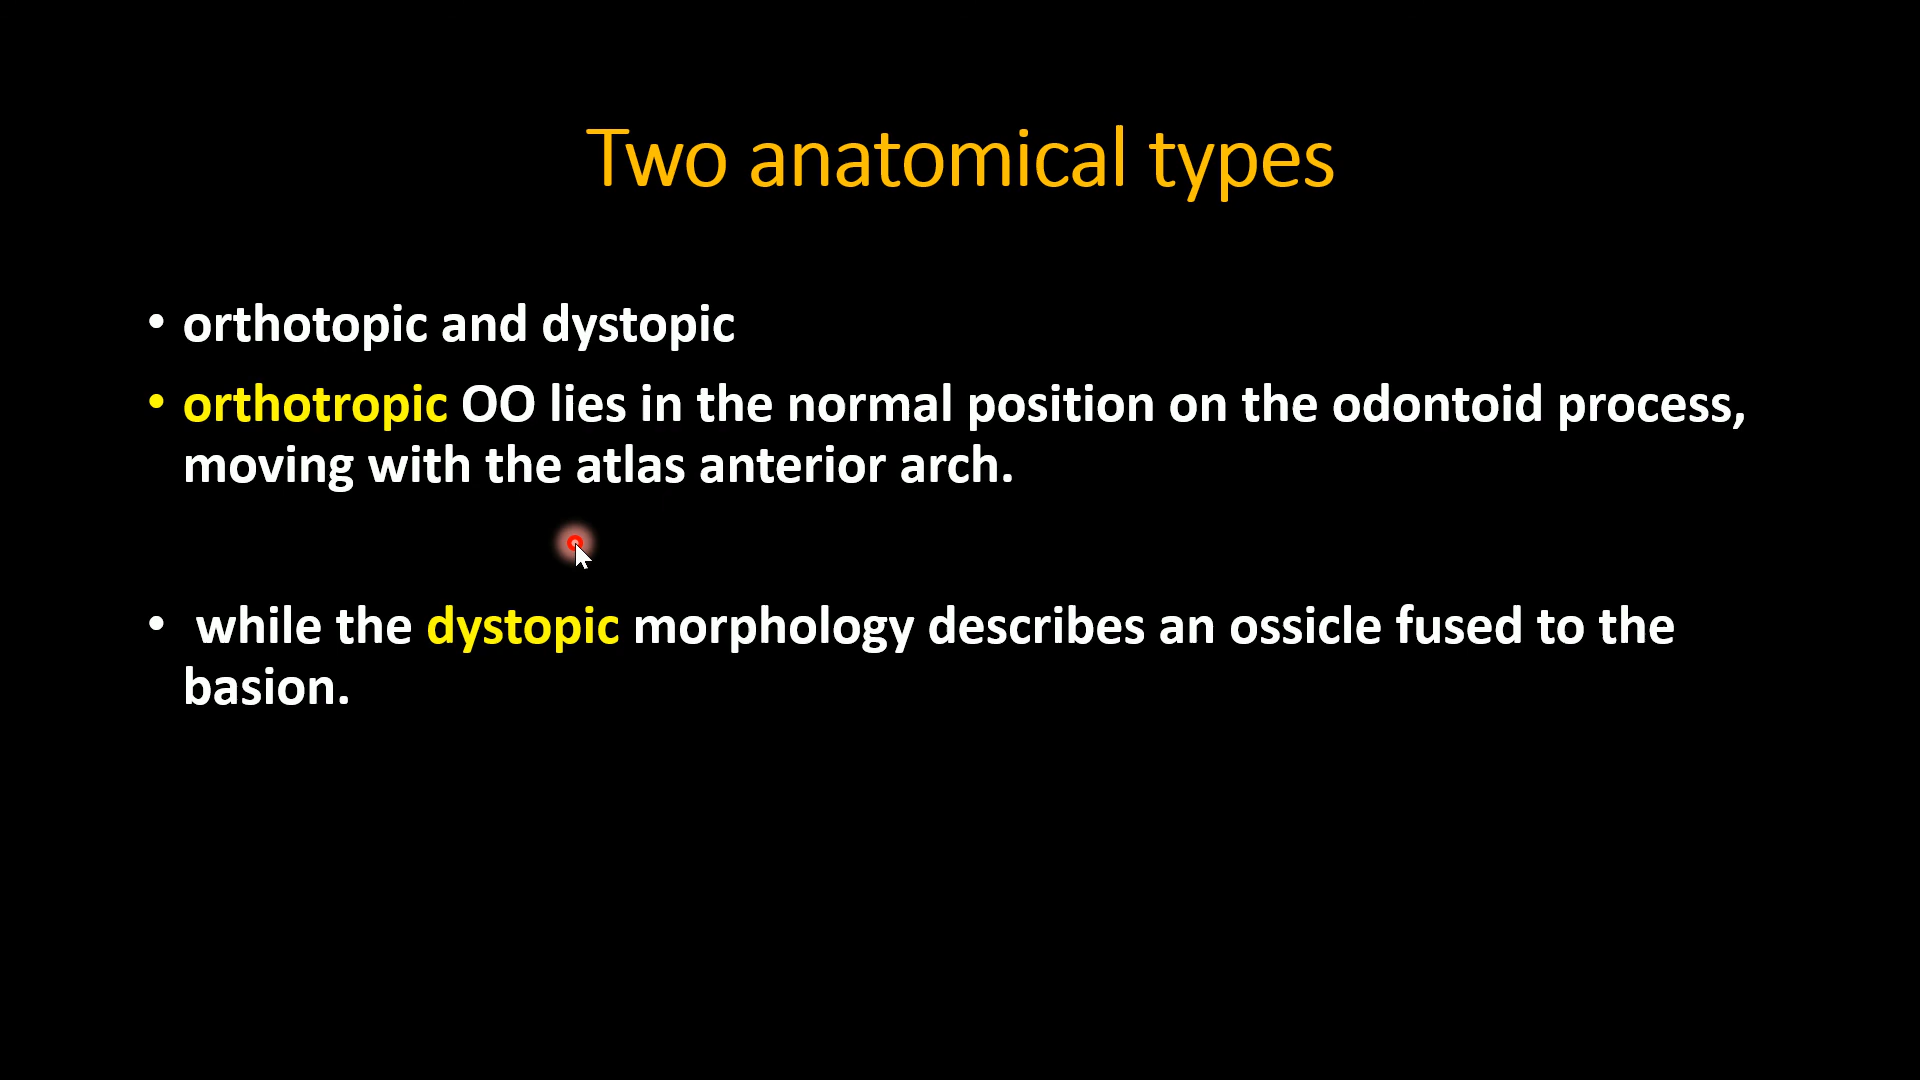 Two anatomical types
• orthotopic and dystopic
• orthotropic OO lies in the normal position on the odontoid process,
moving with the atlas anterior arch.
• while the dystopic morphology describes an ossicle fused to the
basion.